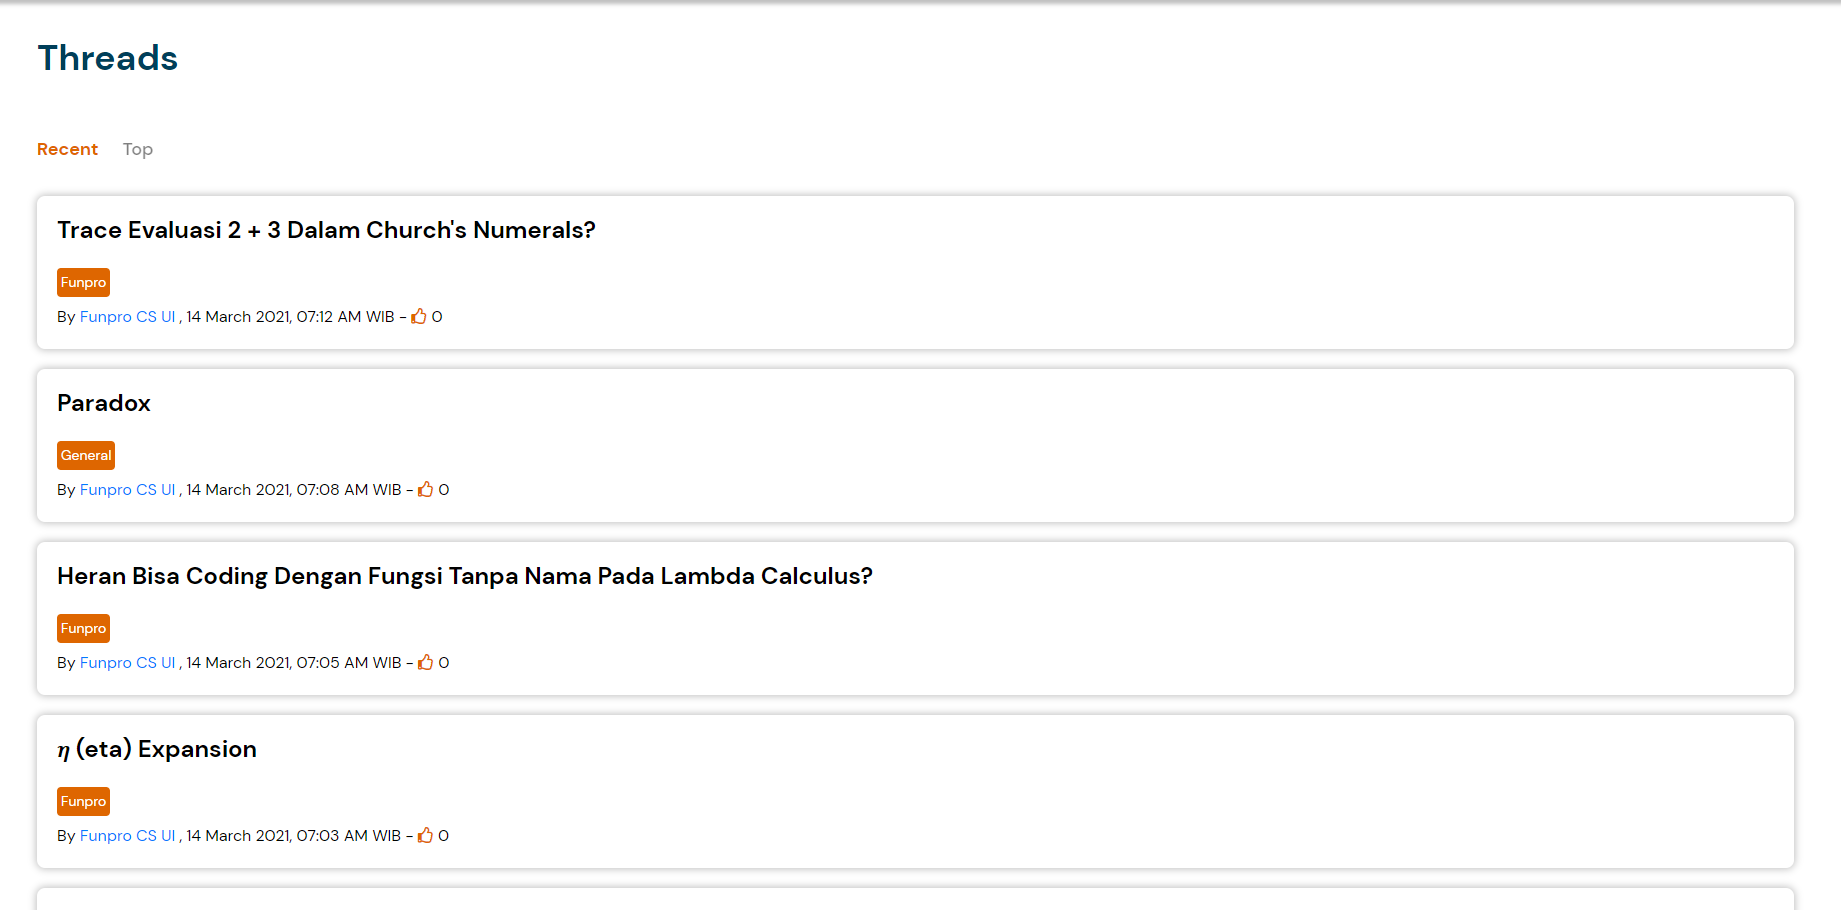 Threads
Recent Top
Trace Evaluasi 2 + 3 Dalam Church's Numerals?
Funpro
By Funpro CS UI , 14 March 2021, 07:12 AM WIB - 0
Paradox
General
By Funpro CS UI , 14 March 2021, 07:08 AM WIB - 0
Heran Bisa Coding Dengan Fungsi Tanpa Nama Pada Lambda Calculus?
Funpro
By Funpro CS UI , 14 March 2021, 07:05 AM WIB - 0
η (eta) Expansion
Funpro
By Funpro CS UI , 14 March 2021, 07:03 AM WIB - 0